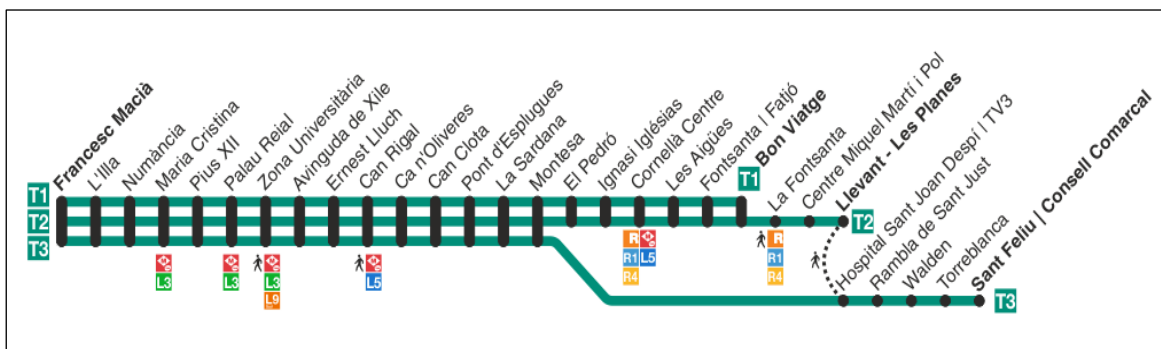 Francesc Macià
L'Illa
Numància
Maria Cristina
Pius XII
Palau Reial
Zona Universitària
Avinguda de Xile
Ernest Lluch
Can Rigal
Ca n'Oliveres
Can Clota
Pont d'Esplugues
La Sardana
Montesa
El Pedró
Ignasi Iglésias
Cornellà Centre
Les Aigües
Fontsanta | Fatjó
Bon Viatge
La Fontsanta
Centre Miquel Martí i Pol
Llevant - Les Planes
Hospital Sant Joan Despí | TV3
Rambla de Sant Just
Walden
Torreblanca
Sant Feliu | Consell Comarcal
T1
T2
T3
T1
T2
T3
M
L3
M
L3
M
L3
L9
M
L5
R
R1
R4
M
L5
R
R1
R4